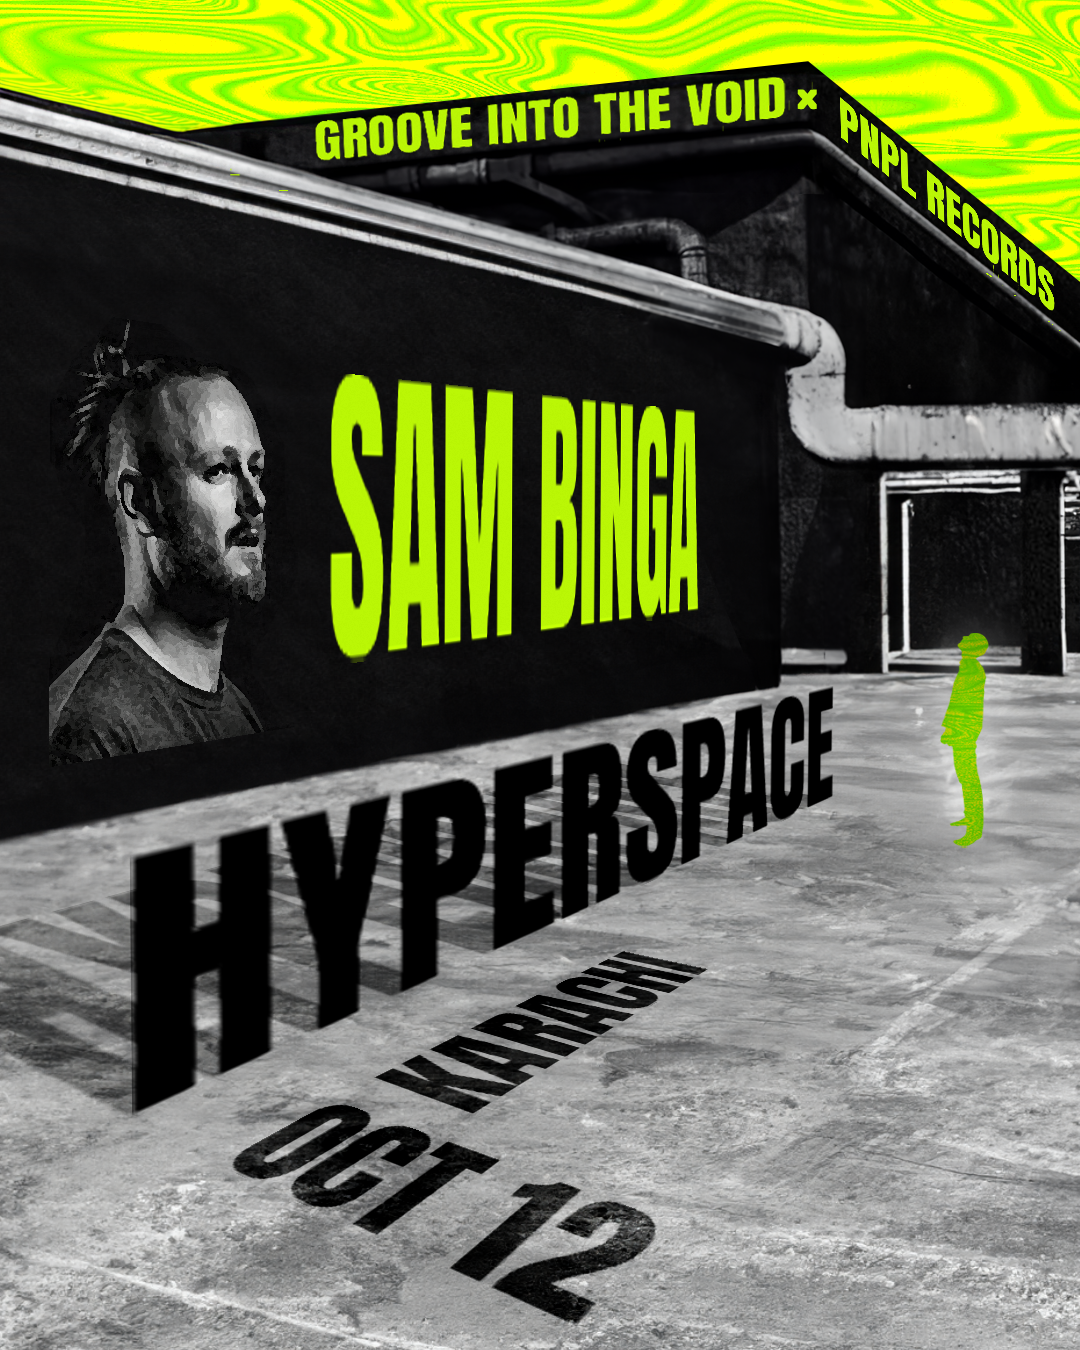 GROOVE INTO THE VOID × PNPL RECORDS
SAM BINGA
HYPERSPACE
KARACHI
OCT 12